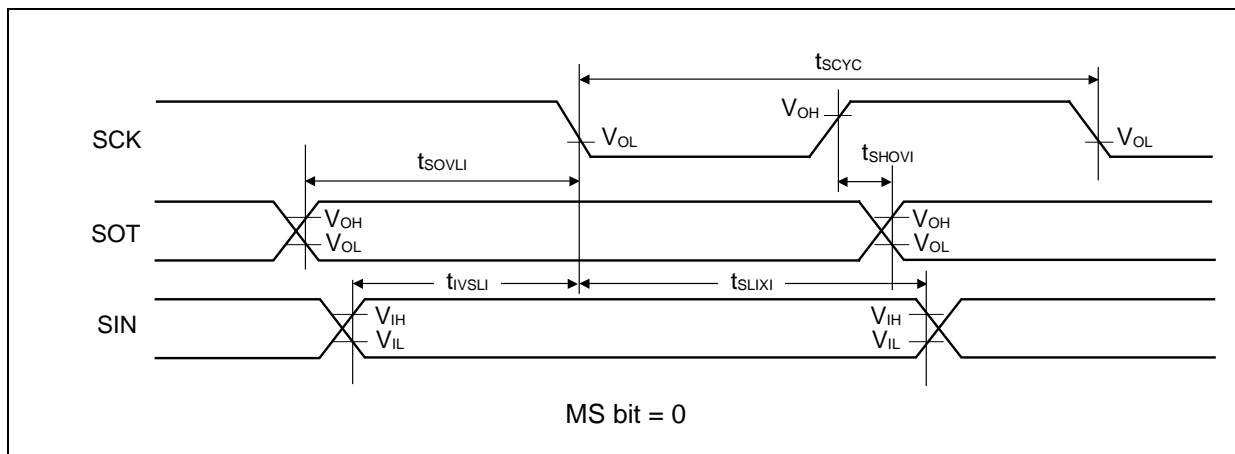 tSCYC
SCK
VOH
VOL
VOL
tSOVLI
tSHOVI
SOT
VOH
VOL
VOH
VOL
tIVSLI
tSLIXI
SIN
VIH
VIL
VIH
VIL
MS bit = 0